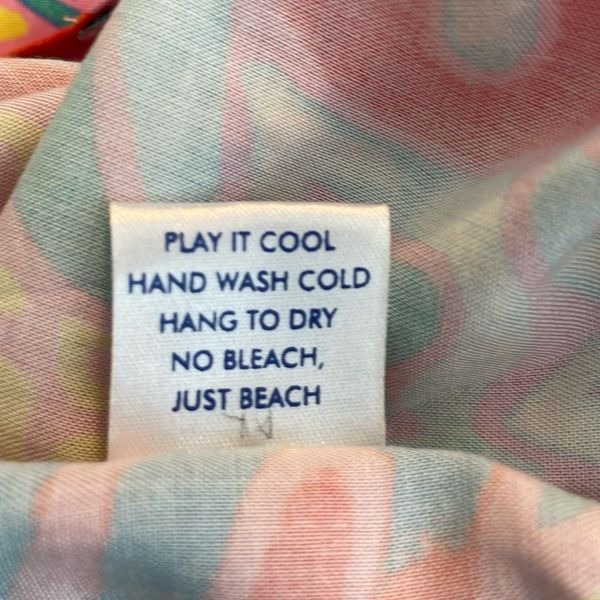 PLAY IT COOL
HAND WASH COLD
HANG TO DRY
NO BLEACH,
JUST BEACH